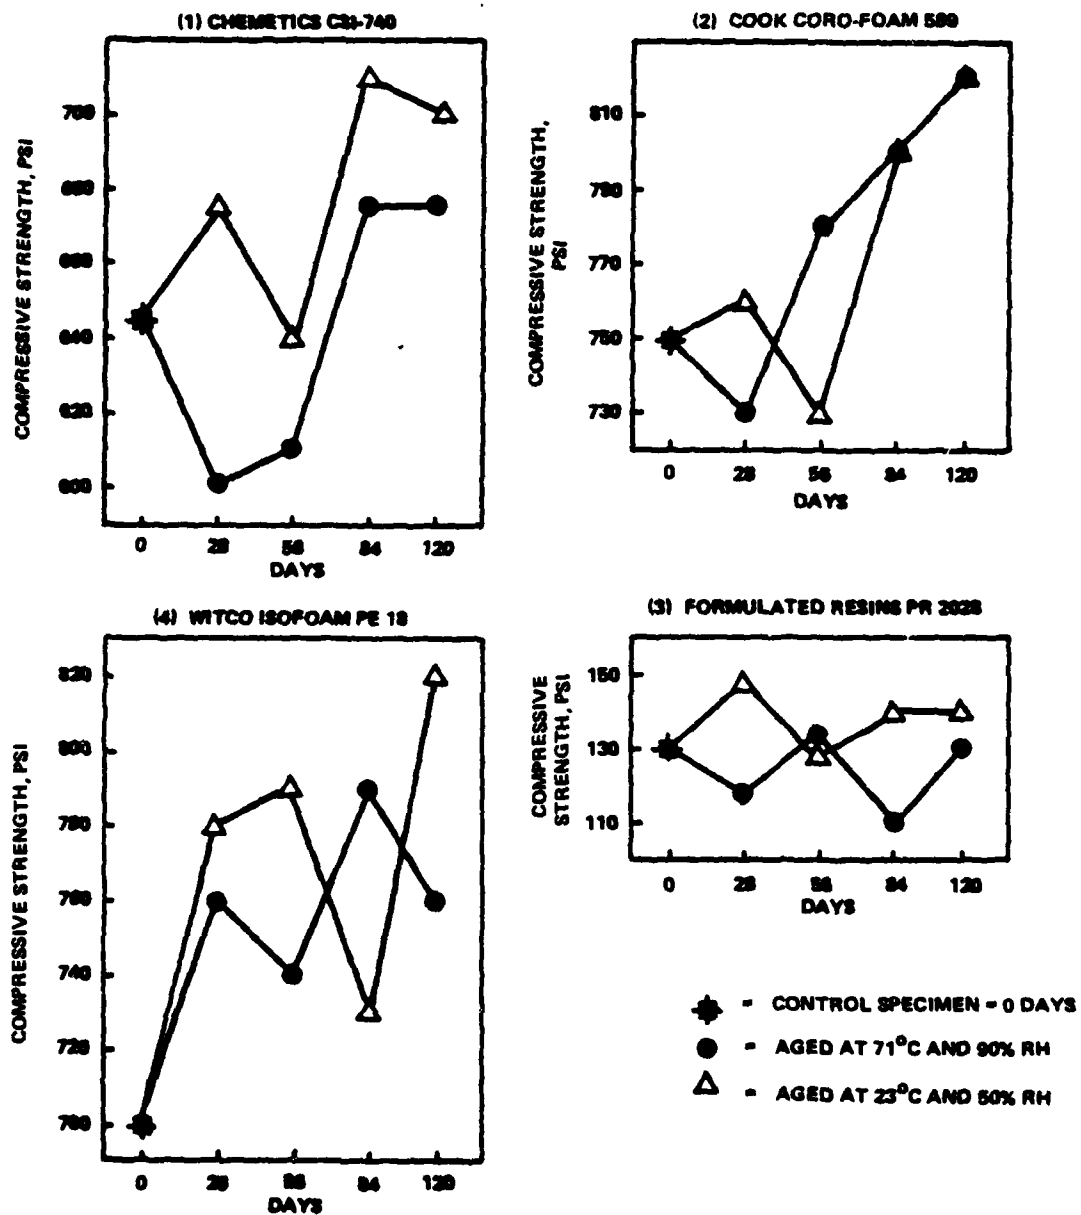 (1) CHEMETICS CSI-740
COMPRESSIVE STRENGTH, PSI
700
680
660
640
620
600
0 28 56 84 120
DAYS
(2) COOK CORO-FOAM 589
COMPRESSIVE STRENGTH,
PSI
810
790
770
750
730
0 28 56 84 120
DAYS
(4) WITCO ISOFOAM PE 18
COMPRESSIVE STRENGTH, PSI
820
800
780
760
740
720
700
0 28 56 84 120
DAYS
(3) FORMULATED RESINS PR 2028
COMPRESSIVE
STRENGTH, PSI
150
130
110
0 28 56 84 120
DAYS
= CONTROL SPECIMEN = 0 DAYS
= AGED AT 71°C AND 90% RH
= AGED AT 23°C AND 50% RH